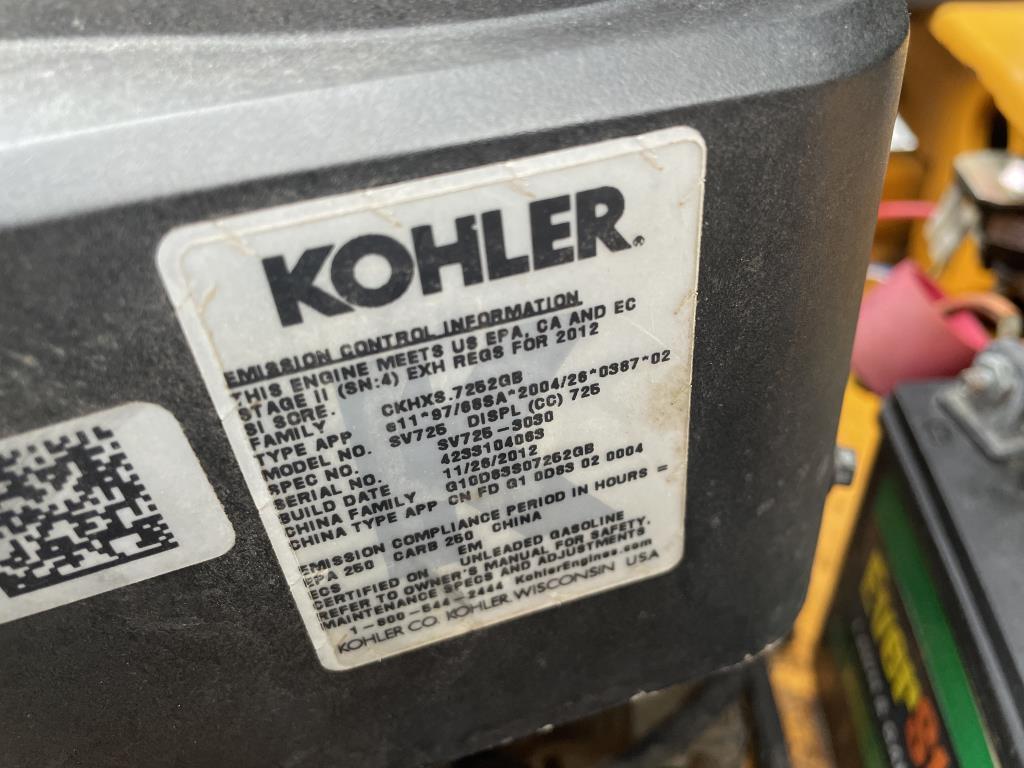 KOHLER.
EMISSION CONTROL INFORMATION
THIS ENGINE MEETS US EPA, CA AND EC
STAGE II (SN:4) EXH REGS FOR 2012
SI SORE.
FAMILY CKHXS.7252GB
TYPE APP e11*97/68SA*2004/26*0387*02
MODEL NO. SV725 DISPL (CC) 725
SPEC NO. SV725-3030
SERIAL NO. 4233104063
BUILD DATE 11/26/2012
CHINA FAMILY G10D63S07252GB
CHINA TYPE APP CN FD G1 0D63 02 0004
EMISSION COMPLIANCE PERIOD IN HOURS =
EPA 250 CARB 250 CHINA
ECS EM
CERTIFIED ON UNLEADED GASOLINE
REFER TO OWNER'S MANUAL FOR SAFETY,
MAINTENANCE SPECS AND ADJUSTMENTS
1-800-544-2444 KohlerEngines.com
KOHLER CO. KOHLER, WISCONSIN USA